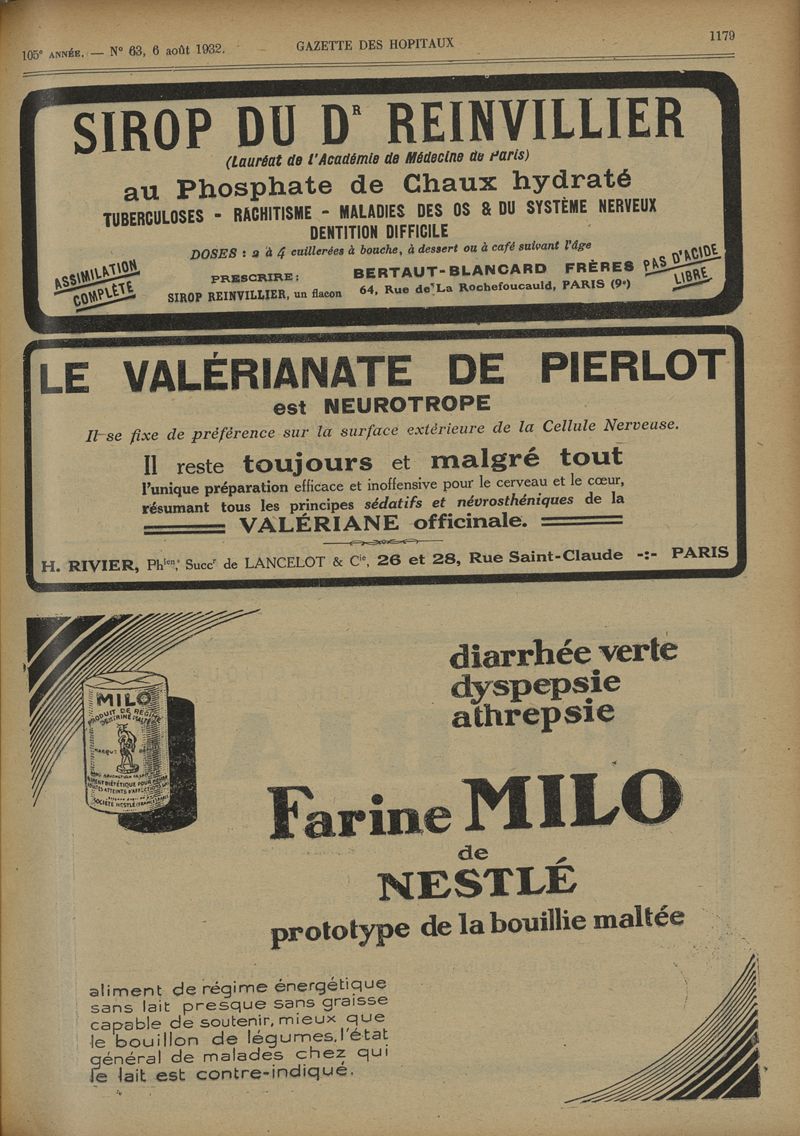 105e ANNÉE. — No 63, 6 août 1932.
GAZETTE DES HOPITAUX
1179
SIROP DU DR REINVILLIER
(Lauréat de l'Académie de Médecine de Paris)
au Phosphate de Chaux hydraté
TUBERCULOSES - RACHITISME - MALADIES DES OS & DU SYSTÈME NERVEUX
DENTITION DIFFICILE
DOSES : 2 à 4 cuillerées à bouche, à dessert ou à café suivant l'âge
ASSIMILATION
COMPLÈTE
PRESCRIRE :
SIROP REINVILLIER, un flacon
BERTAUT-BLANCARD FRÈRES
64, Rue de La Rochefoucauld, PARIS (9e)
PAS D'ACIDE
LIBRE
LE VALÉRIANATE DE PIERLOT
est NEUROTROPE
Il se fixe de préférence sur la surface extérieure de la Cellule Nerveuse.
Il reste toujours et malgré tout
l'unique préparation efficace et inoffensive pour le cerveau et le cœur,
résumant tous les principes sédatifs et névrosthéniques de la
VALÉRIANE officinale.
H. RIVIER, Phien, Succr de LANCELOT & Cie, 26 et 28, Rue Saint-Claude -:- PARIS
diarrhée verte
dyspepsie
athrepsie
MILO
PRODUIT DE RÉGIME
DEXTRINÉ MALTÉ
SOCIÉTÉ NESTLÉ
Farine MILO
de
NESTLÉ
prototype de la bouillie maltée
aliment de régime énergétique
sans lait presque sans graisse
capable de soutenir, mieux que
le bouillon de légumes, l'état
général de malades chez qui
le lait est contre-indiqué.